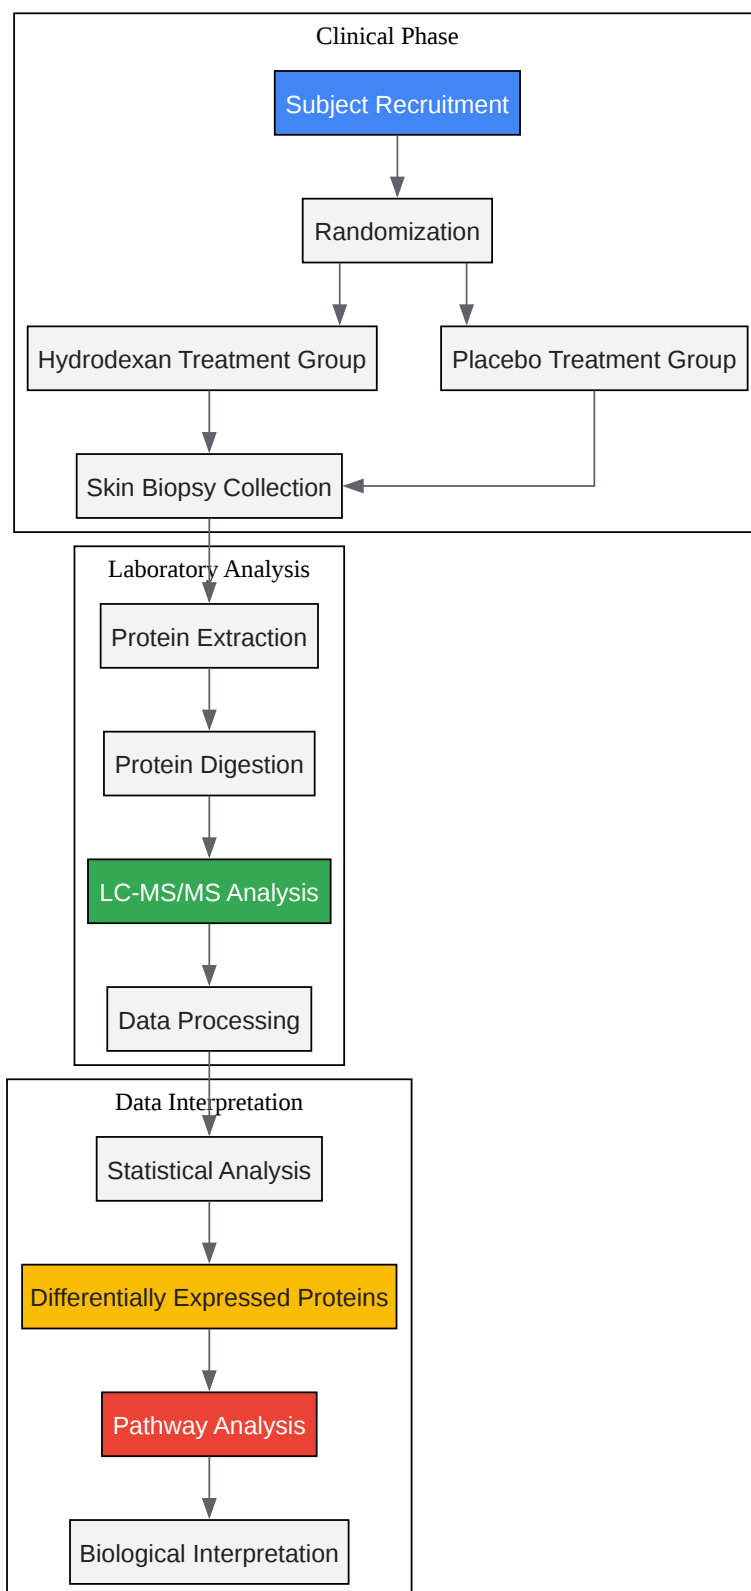 Clinical Phase
Subject Recruitment
Randomization
Hydrodexan Treatment Group
Placebo Treatment Group
Skin Biopsy Collection
Laboratory Analysis
Protein Extraction
Protein Digestion
LC-MS/MS Analysis
Data Processing
Data Interpretation
Statistical Analysis
Differentially Expressed Proteins
Pathway Analysis
Biological Interpretation